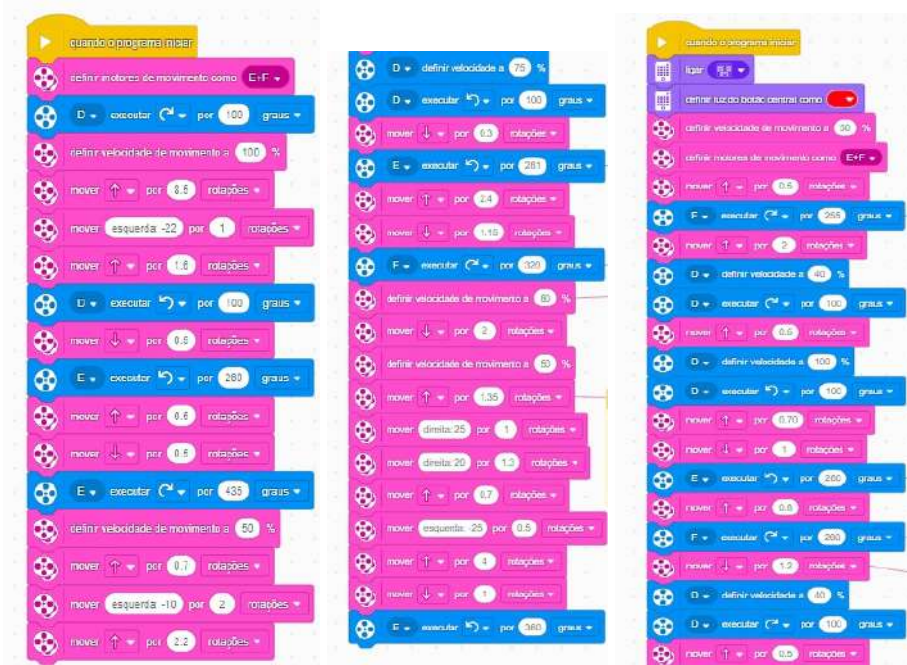 quando o programa iniciar
definir motores de movimento como E+F
D executar por 100 graus
definir velocidade de movimento a 100 %
mover por 3.5 rotações
mover esquerda: -22 por 1 rotações
mover por 1.6 rotações
D executar por 100 graus
mover por 0.5 rotações
E executar por 260 graus
mover por 0.6 rotações
mover por 0.5 rotações
E executar por 435 graus
definir velocidade de movimento a 50 %
mover por 0.7 rotações
mover esquerda: -10 por 2 rotações
mover por 2.2 rotações
D definir velocidade a 75 %
D executar por 100 graus
mover por 0.3 rotações
E executar por 261 graus
mover por 2.4 rotações
mover por rotações
executar por 320 graus
definir velocidade de movimento a %
mover por 2 rotações
definir velocidade de movimento a 50 %
mover por 1.35 rotações
mover direita: 25 por 1 rotações
mover direita: 20 por rotações
mover por 0.7 rotações
mover esquerda: -25 por 0.5 rotações
mover por 4 rotações
mover por 1 rotações
E executar por 360 graus
quando o programa iniciar
ligar
definir luz do botão central como
definir velocidade de movimento a %
definir motores de movimento como E+F
mover por 0.5 rotações
executar por 255 graus
mover por 2 rotações
D definir velocidade a 40 %
D executar por 100 graus
mover por rotações
D definir velocidade a 100 %
D executar por 100 graus
mover por 0.70 rotações
mover por 1 rotações
E executar por 260 graus
mover por rotações
executar por 260 graus
mover por 1.2 rotações
D definir velocidade a 40 %
D executar por 100 graus
mover por 0.5 rotações